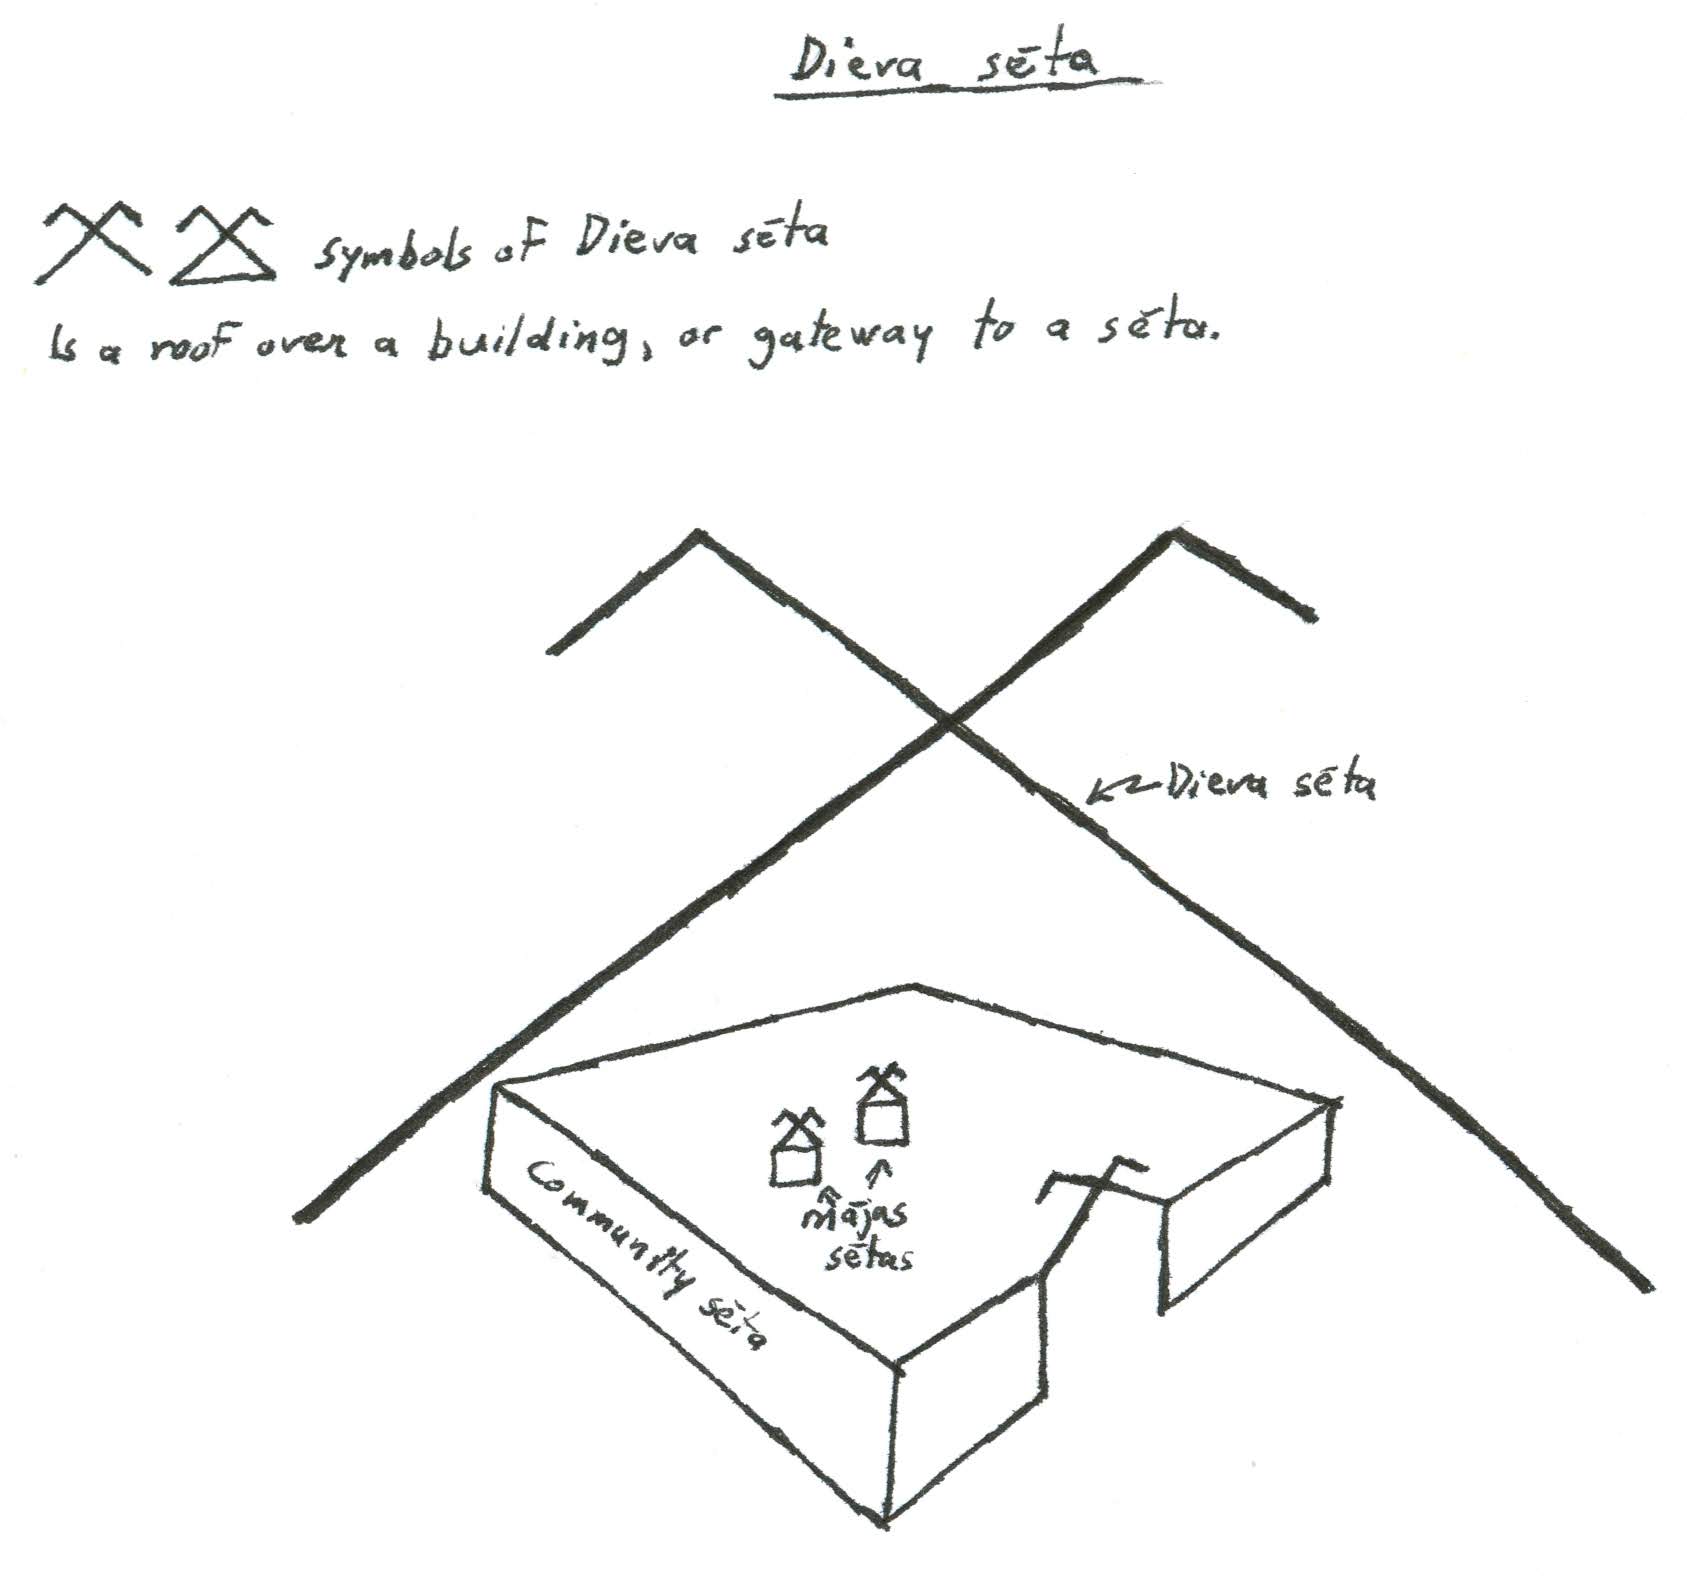 Dieva sēta
symbols of Dieva sēta
Is a roof over a building, or gateway to a sēta.
Dieva sēta
mājas
sētas
Community sēta